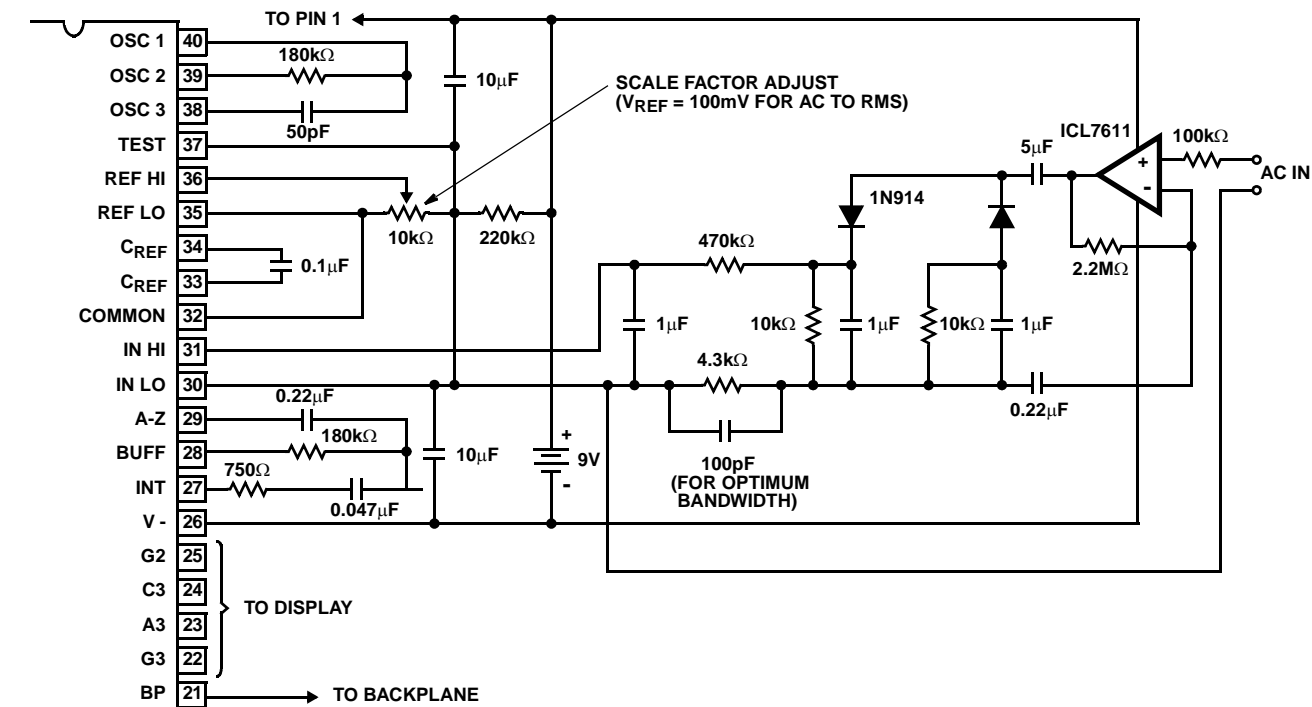 TO PIN 1
OSC 1 40
180kΩ
OSC 2 39
10μF
SCALE FACTOR ADJUST
(VREF = 100mV FOR AC TO RMS)
OSC 3 38
50pF
ICL7611
100kΩ
5μF
+
-
AC IN
TEST 37
REF HI 36
1N914
REF LO 35
10kΩ
220kΩ
470kΩ
2.2MΩ
CREF 34
0.1μF
CREF 33
COMMON 32
1μF
10kΩ
1μF
10kΩ
1μF
IN HI 31
4.3kΩ
IN LO 30
0.22μF
0.22μF
A-Z 29
180kΩ
BUFF 28
10μF
+
9V
-
100pF
(FOR OPTIMUM
BANDWIDTH)
750Ω
INT 27
0.047μF
V - 26
G2 25
C3 24
TO DISPLAY
A3 23
G3 22
BP 21
TO BACKPLANE